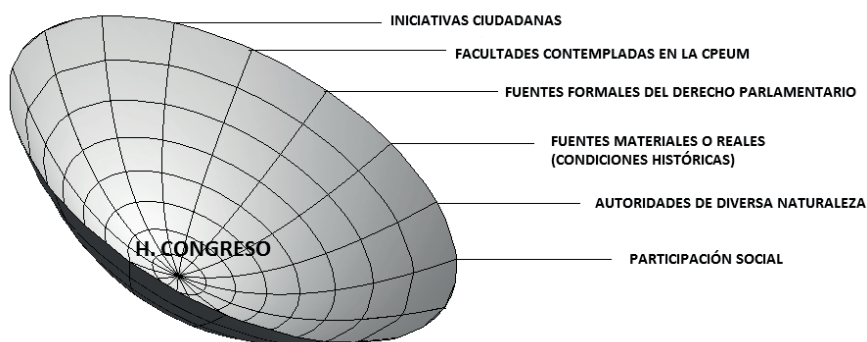 INICIATIVAS CIUDADANAS
FACULTADES CONTEMPLADAS EN LA CPEUM
FUENTES FORMALES DEL DERECHO PARLAMENTARIO
FUENTES MATERIALES O REALES
(CONDICIONES HISTÓRICAS)
AUTORIDADES DE DIVERSA NATURALEZA
H. CONGRESO
PARTICIPACIÓN SOCIAL